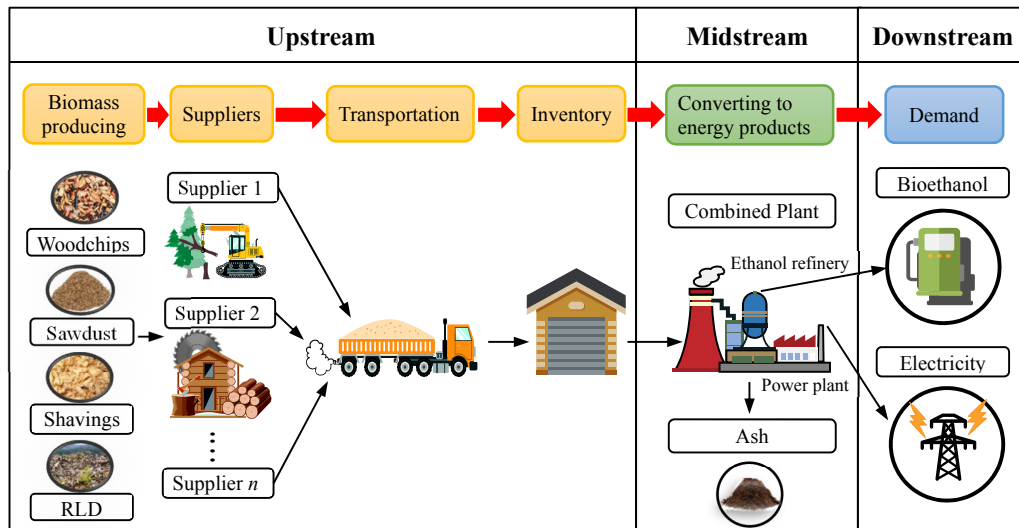 Upstream
Midstream
Downstream
Biomass
producing
Suppliers
Transportation
Inventory
Converting to
energy products
Demand
Woodchips
Sawdust
Shavings
RLD
Supplier 1
Supplier 2
Supplier n
Combined Plant
Ethanol refinery
Power plant
Ash
Bioethanol
Electricity